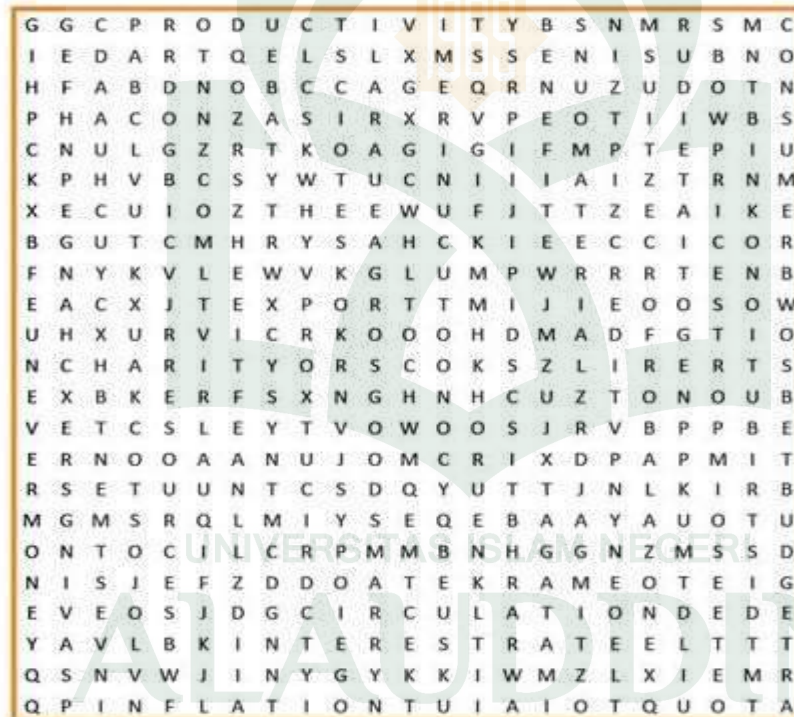 G G C P R O D U C T I V I T Y B S N M R S M C
I E D A R T Q E L S L X M S S E N I S U B N O
H F A B D N O B C C A G E Q R N U Z U D O T N
P H A C O N Z A S I R X R V P E O T I I W B S
C N U L G Z R T K O A G I G I F M P T E P I U
K P H V B C S Y W T U C N I I I A I Z T R N M
X E C U I O Z T H E E W U F J T T Z E A I K E
B G U T C M H R Y S A H C K I E E C C I C O R
F N Y K V L E W V K G L U M P W R R R T E N B
E A C X J T E X P O R T T M I J I E O O S O W
U H X U R V I C R K O O O H D M A D F G T I O
N C H A R I T Y O R S C O K S Z L I R E R T S
E X B K E R F S X N G H N H C U Z T O N O U B
V E T C S L E Y T V O W O O S J R V B P P B E
E R N O O A A N U J O M C R I X D P A P M I T
R S E T U U N T C S D Q Y U T T J N L K I R B
M G M S R Q L M I Y S E Q E B A A Y A U O T U
O N T O C I L C R P M M B N H G G N Z M S S D
N I S J E F Z D D O A T E K R A M E O T E I G
E V E O S J D G C I R C U L A T I O N D E D E
Y A V L B K I N T E R E S T R A T E E L T T T
Q S N V W J I N Y G Y K K I W M Z L X I E M R
Q P I N F L A T I O N T U I A I O T Q U O T A
UNIVERSITAS ISLAM NEGERI
ALAUDDIN